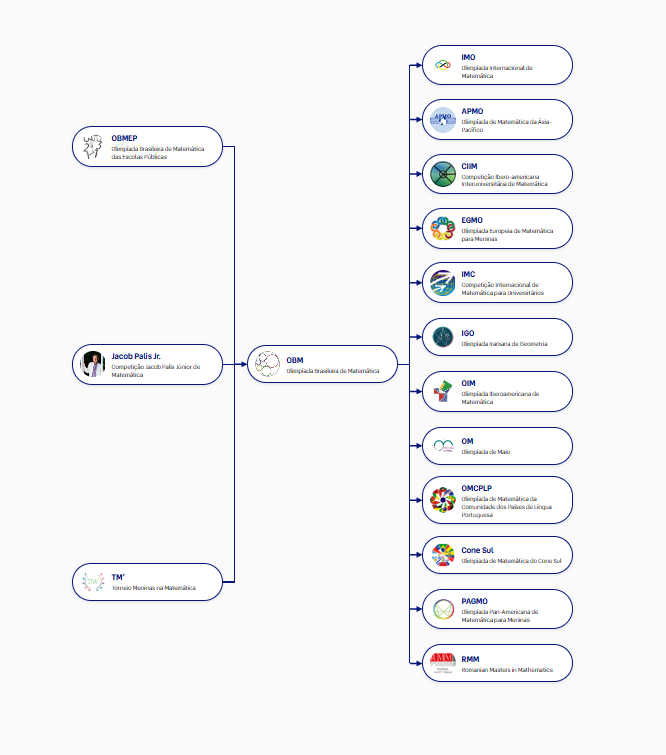 OBMEP
Olimpíada Brasileira de Matemática
das Escolas Públicas
Jacob Palis Jr.
Competição Jacob Palis Júnior de
Matemática
TM²
Torneio Meninas na Matemática
OBM
Olimpíada Brasileira de Matemática
IMO
Olimpíada Internacional de
Matemática
APMO
APMO
Olimpíada de Matemática da Ásia-
Pacífico
CIIM
Competição Ibero-americana
Interuniversitária de Matemática
EGMO
Olimpíada Europeia de Matemática
para Meninas
IMC
Competição Internacional de
Matemática para Universitários
IGO
Olimpíada Iraniana de Geometria
OIM
Olimpíada Iberoamericana de
Matemática
OM
Olimpíada de Maio
OMCPLP
Olimpíada de Matemática da
Comunidade dos Países de Língua
Portuguesa
Cone Sul
Olimpíada de Matemática do Cone Sul
PAGMO
Olimpíada Pan-Americana de
Matemática para Meninas
RMM
RMM
Romanian Masters in Mathematics